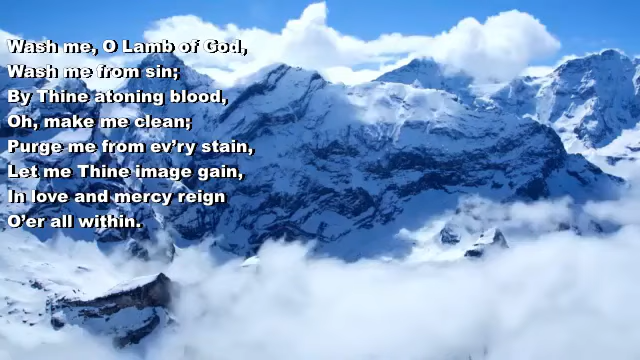 Wash me, O Lamb of God,
Wash me from sin;
By Thine atoning blood,
Oh, make me clean;
Purge me from ev’ry stain,
Let me Thine image gain,
In love and mercy reign
O’er all within.